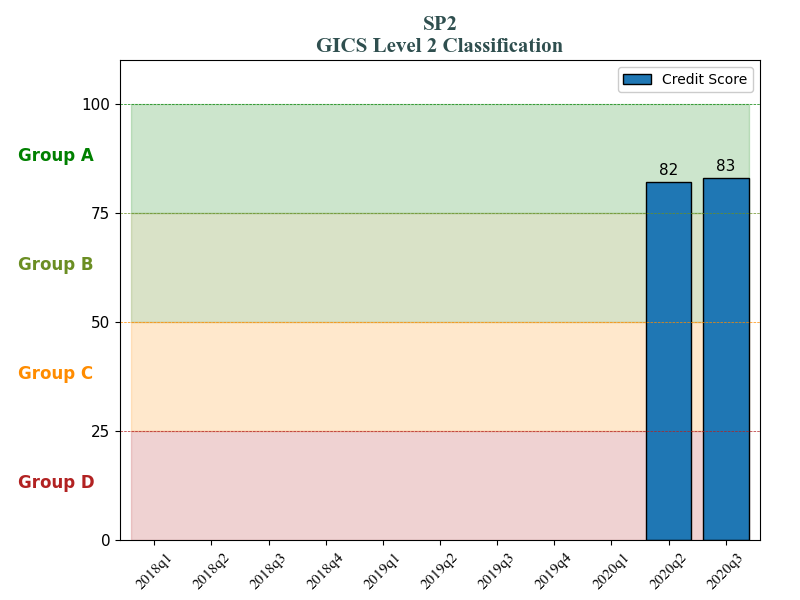 SP2
GICS Level 2 Classification
Credit Score
100
Group A
82
83
75
Group B
50
Group C
25
Group D
0
2018q1
2018q2
2018q3
2018q4
2019q1
2019q2
2019q3
2019q4
2020q1
2020q2
2020q3